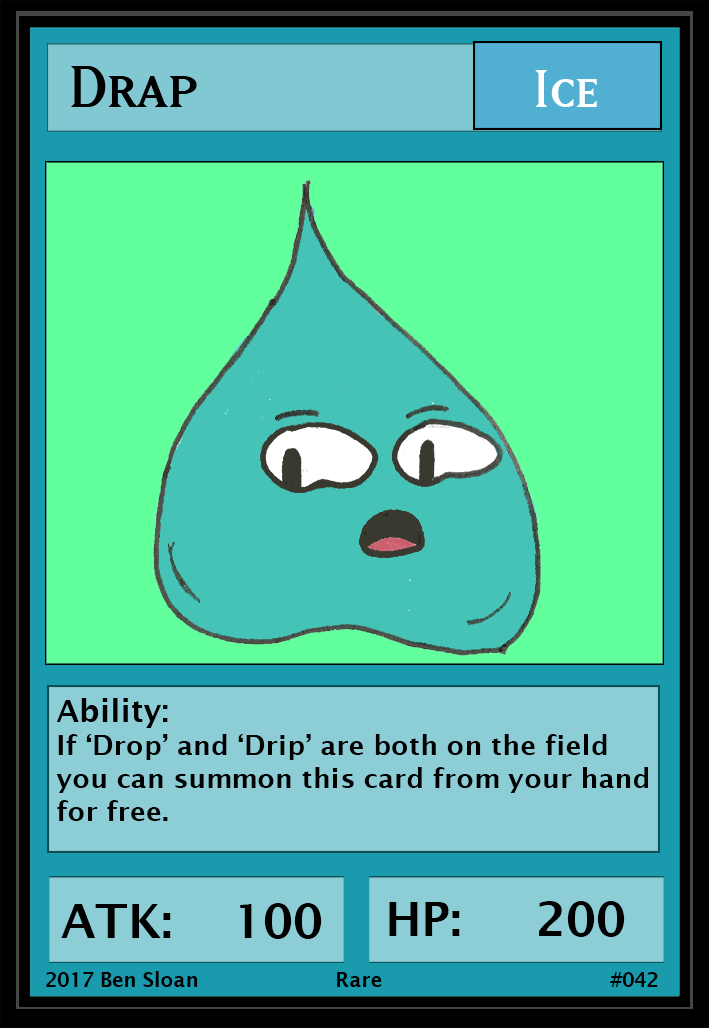 Drap
Ice
Ability:
If ‘Drop’ and ‘Drip’ are both on the field
you can summon this card from your hand
for free.
ATK: 100
HP: 200
2017 Ben Sloan
Rare
#042